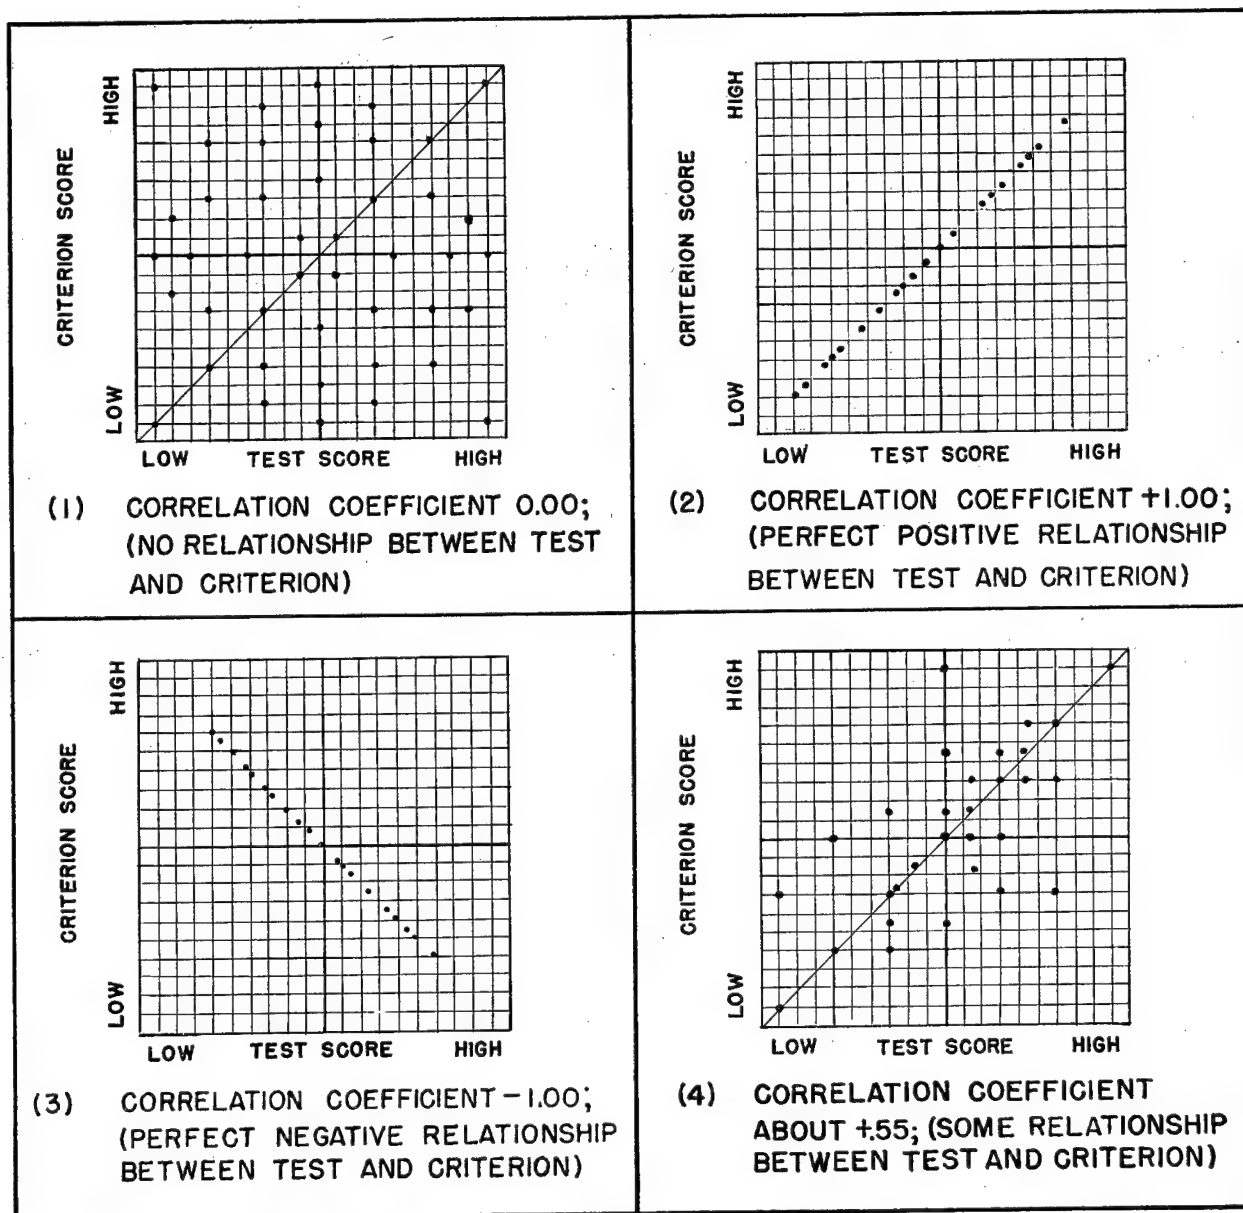 HIGH
CRITERION SCORE
LOW
LOW TEST SCORE HIGH
(1) CORRELATION COEFFICIENT 0.00;
(NO RELATIONSHIP BETWEEN TEST
AND CRITERION)
HIGH
CRITERION SCORE
LOW
LOW TEST SCORE HIGH
(2) CORRELATION COEFFICIENT +1.00;
(PERFECT POSITIVE RELATIONSHIP
BETWEEN TEST AND CRITERION)
HIGH
CRITERION SCORE
LOW
LOW TEST SCORE HIGH
(3) CORRELATION COEFFICIENT -1.00;
(PERFECT NEGATIVE RELATIONSHIP
BETWEEN TEST AND CRITERION)
HIGH
CRITERION SCORE
LOW
LOW TEST SCORE HIGH
(4) CORRELATION COEFFICIENT
ABOUT +.55; (SOME RELATIONSHIP
BETWEEN TEST AND CRITERION)